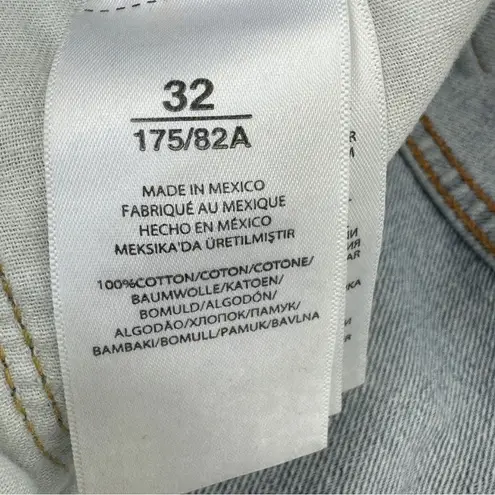 32
175/82A
MADE IN MEXICO
FABRIQUÉ AU MEXIQUE
HECHO EN MÉXICO
MEKSIKA'DA ÜRETILMIŞTIR
100%COTTON/COTON/COTONE/
BAUMWOLLE/KATOEN/
BOMULD/ALGODÓN/
ALGODÃO/ХЛОПОК/ПАМУК/
BAMBAKI/BOMULL/PAMUK/BAVLNA